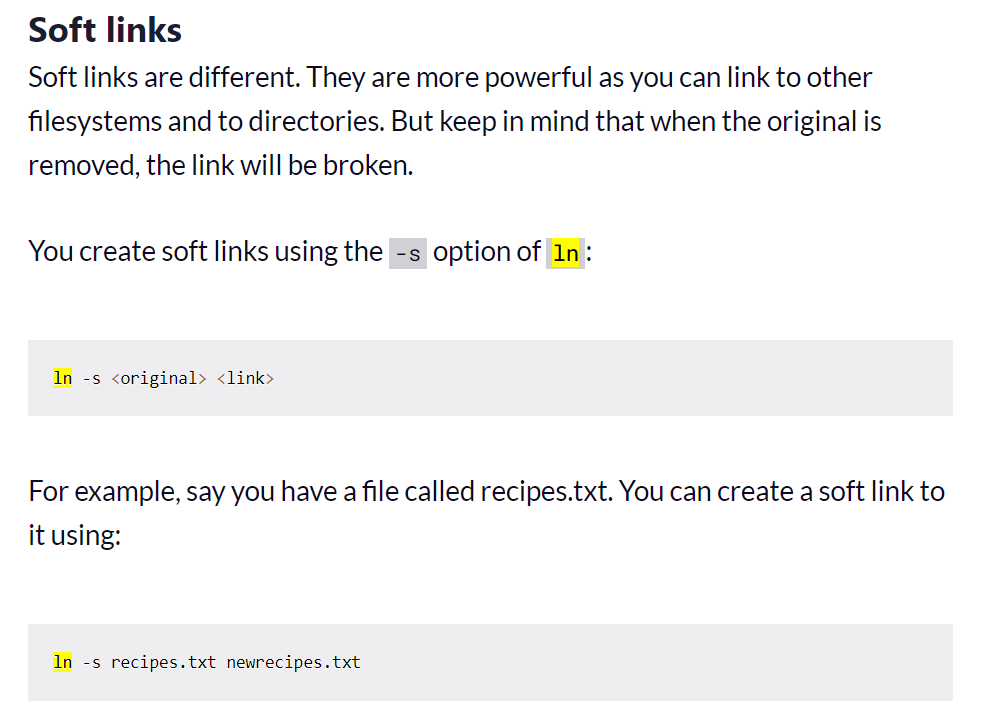 Soft links
Soft links are different. They are more powerful as you can link to other
filesystems and to directories. But keep in mind that when the original is
removed, the link will be broken.
You create soft links using the -s option of ln:
ln -s <original> <link>
For example, say you have a file called recipes.txt. You can create a soft link to
it using:
ln -s recipes.txt newrecipes.txt